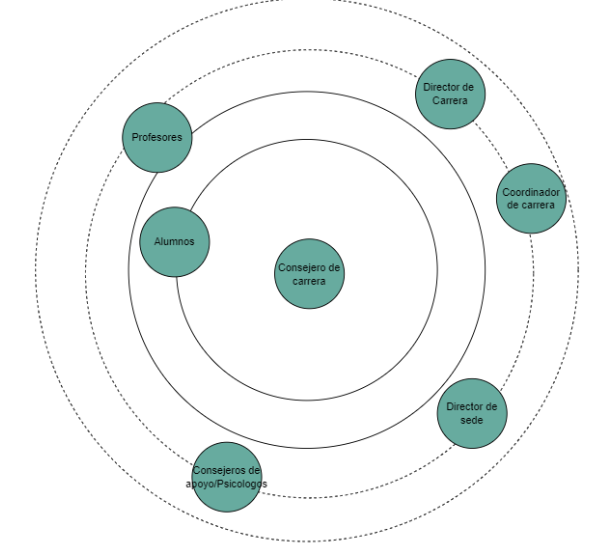 Director de
Carrera
Profesores
Coordinador
de carrera
Alumnos
Consejero de
carrera
Director de
sede
Consejeros de
apoyo/Psicologos